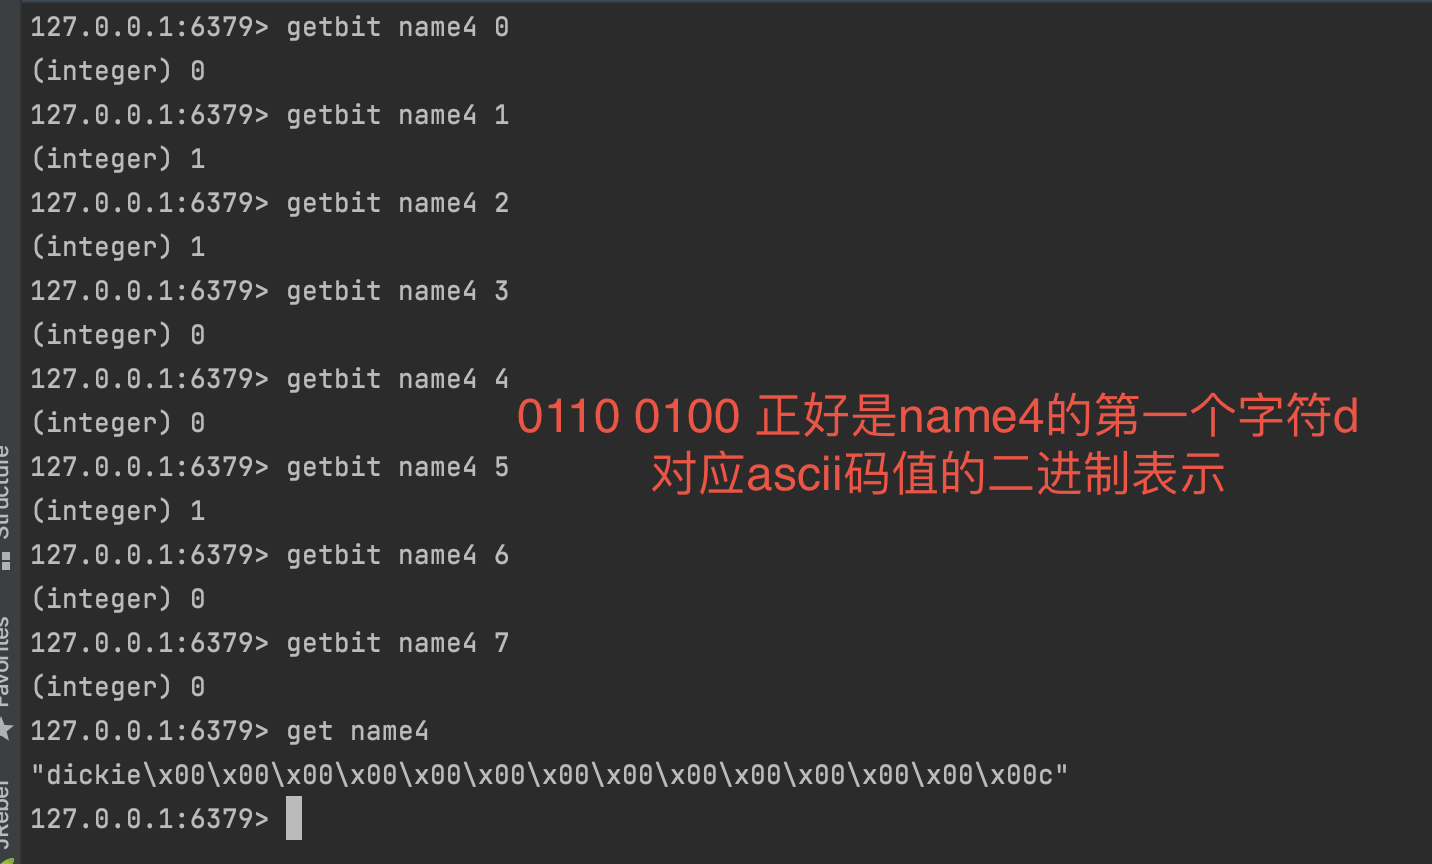 127.0.0.1:6379> getbit name4 0
(integer) 0
127.0.0.1:6379> getbit name4 1
(integer) 1
127.0.0.1:6379> getbit name4 2
(integer) 1
127.0.0.1:6379> getbit name4 3
(integer) 0
127.0.0.1:6379> getbit name4 4
(integer) 0
0110 0100 正好是name4的第一个字符d
对应ascii码值的二进制表示
127.0.0.1:6379> getbit name4 5
(integer) 1
127.0.0.1:6379> getbit name4 6
(integer) 0
127.0.0.1:6379> getbit name4 7
(integer) 0
127.0.0.1:6379> get name4
"dickie\x00\x00\x00\x00\x00\x00\x00\x00\x00\x00\x00\x00\x00\x00c"
127.0.0.1:6379>
Structure
Favorites
JRebel